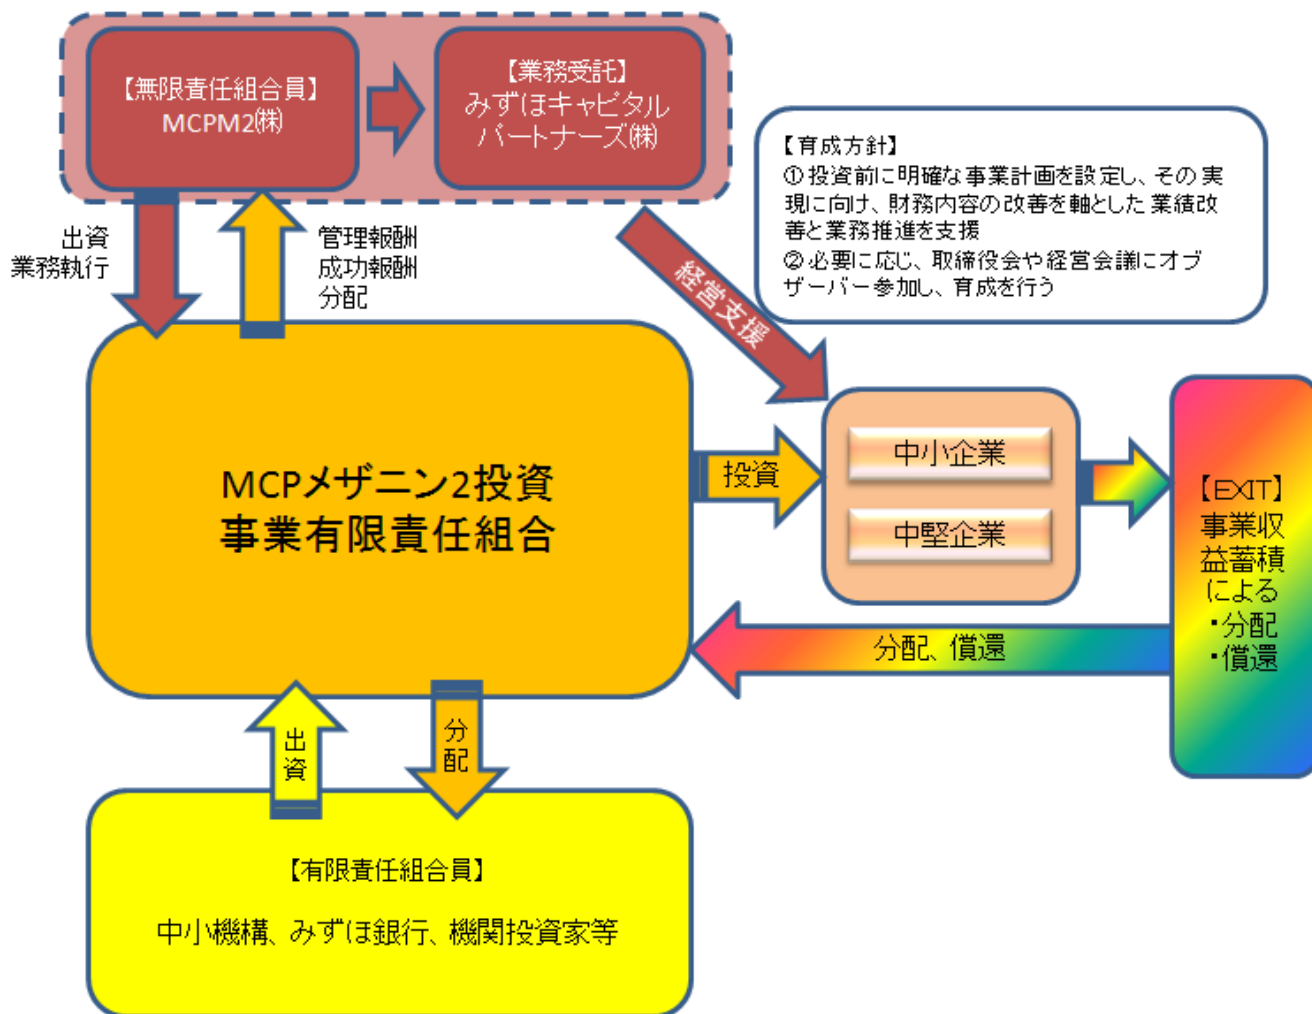 【無限責任組合員】
MCPM2㈱
【業務受託】
みずほキャピタル
パートナーズ㈱
【育成方針】
①投資前に明確な事業計画を設定し、その実
現に向け、財務内容の改善を軸とした業績改
善と業務推進を支援
②必要に応じ、取締役会や経営会議にオブ
ザーバー参加し、育成を行う
出資
業務執行
管理報酬
成功報酬
分配
経営支援
MCPメザニン2投資
事業有限責任組合
投資
中小企業
中堅企業
【EXIT】
事業収
益蓄積
による
・分配
・償還
分配、償還
出
資
分
配
【有限責任組合員】
中小機構、みずほ銀行、機関投資家等